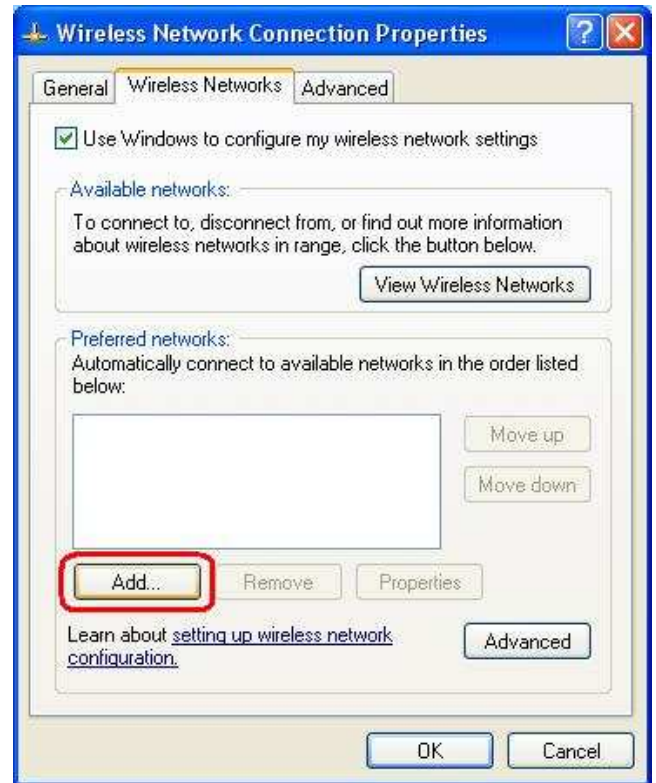 Wireless Network Connection Properties
General Wireless Networks Advanced
Use Windows to configure my wireless network settings
Available networks:
To connect to, disconnect from, or find out more information
about wireless networks in range, click the button below.
View Wireless Networks
Preferred networks:
Automatically connect to available networks in the order listed
below:
Move up
Move down
Add... Remove Properties
Learn about setting up wireless network
configuration.
Advanced
OK Cancel